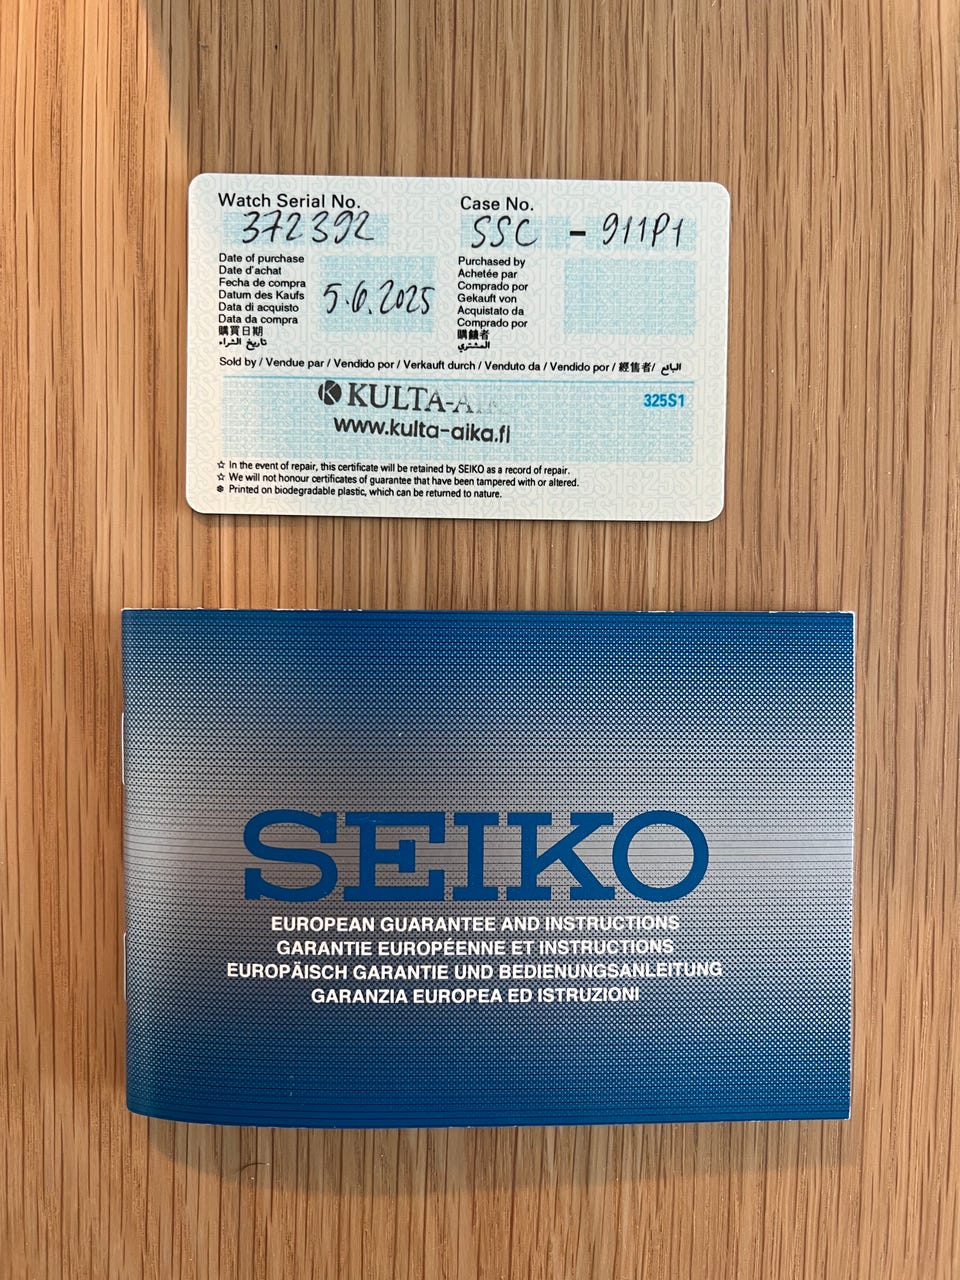 Watch Serial No.
372392
Case No.
SSC - 911P1
Date of purchase
Date d'achat
Fecha de compra
Datum des Kaufs
Data di acquisto
Data da compra
購買日期
تاريخ الشراء
5.6.2025
Purchased by
Achetée par
Comprado por
Gekauft von
Acquistato da
Comprado por
購錶者
المشتري
Sold by / Vendue par / Vendido por / Verkauft durch / Venduto da / Vendido por / 經售者/ البائع
KULTA-AIKA
www.kulta-aika.fi
325S1
☆ In the event of repair, this certificate will be retained by SEIKO as a record of repair.
☆ We will not honour certificates of guarantee that have been tampered with or altered.
❄ Printed on biodegradable plastic, which can be returned to nature.
SEIKO
EUROPEAN GUARANTEE AND INSTRUCTIONS
GARANTIE EUROPÉENNE ET INSTRUCTIONS
EUROPÄISCH GARANTIE UND BEDIENUNGSANLEITUNG
GARANZIA EUROPEA ED ISTRUZIONI